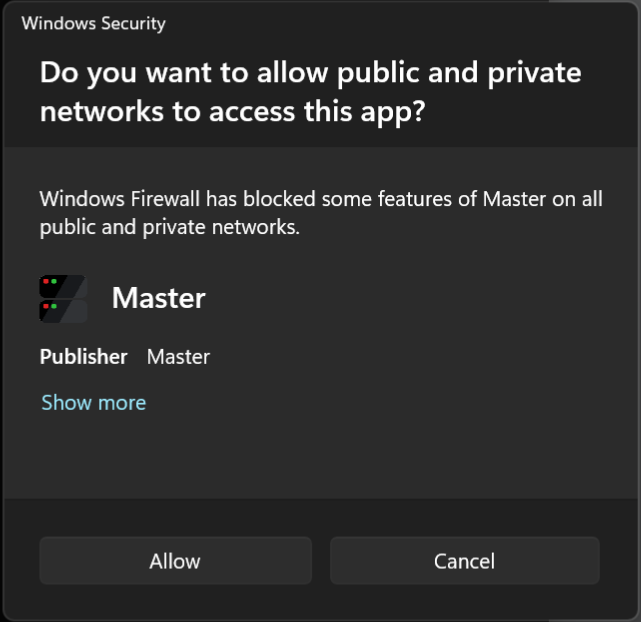 Windows Security
Do you want to allow public and private
networks to access this app?
Windows Firewall has blocked some features of Master on all
public and private networks.
Master
Publisher Master
Show more
Allow
Cancel